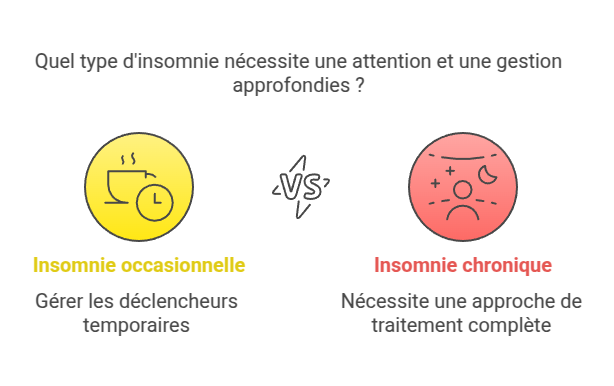 Quel type d'insomnie nécessite une attention et une gestion
approfondies ?
VS
Insomnie occasionnelle
Gérer les déclencheurs
temporaires
Insomnie chronique
Nécessite une approche de
traitement complète